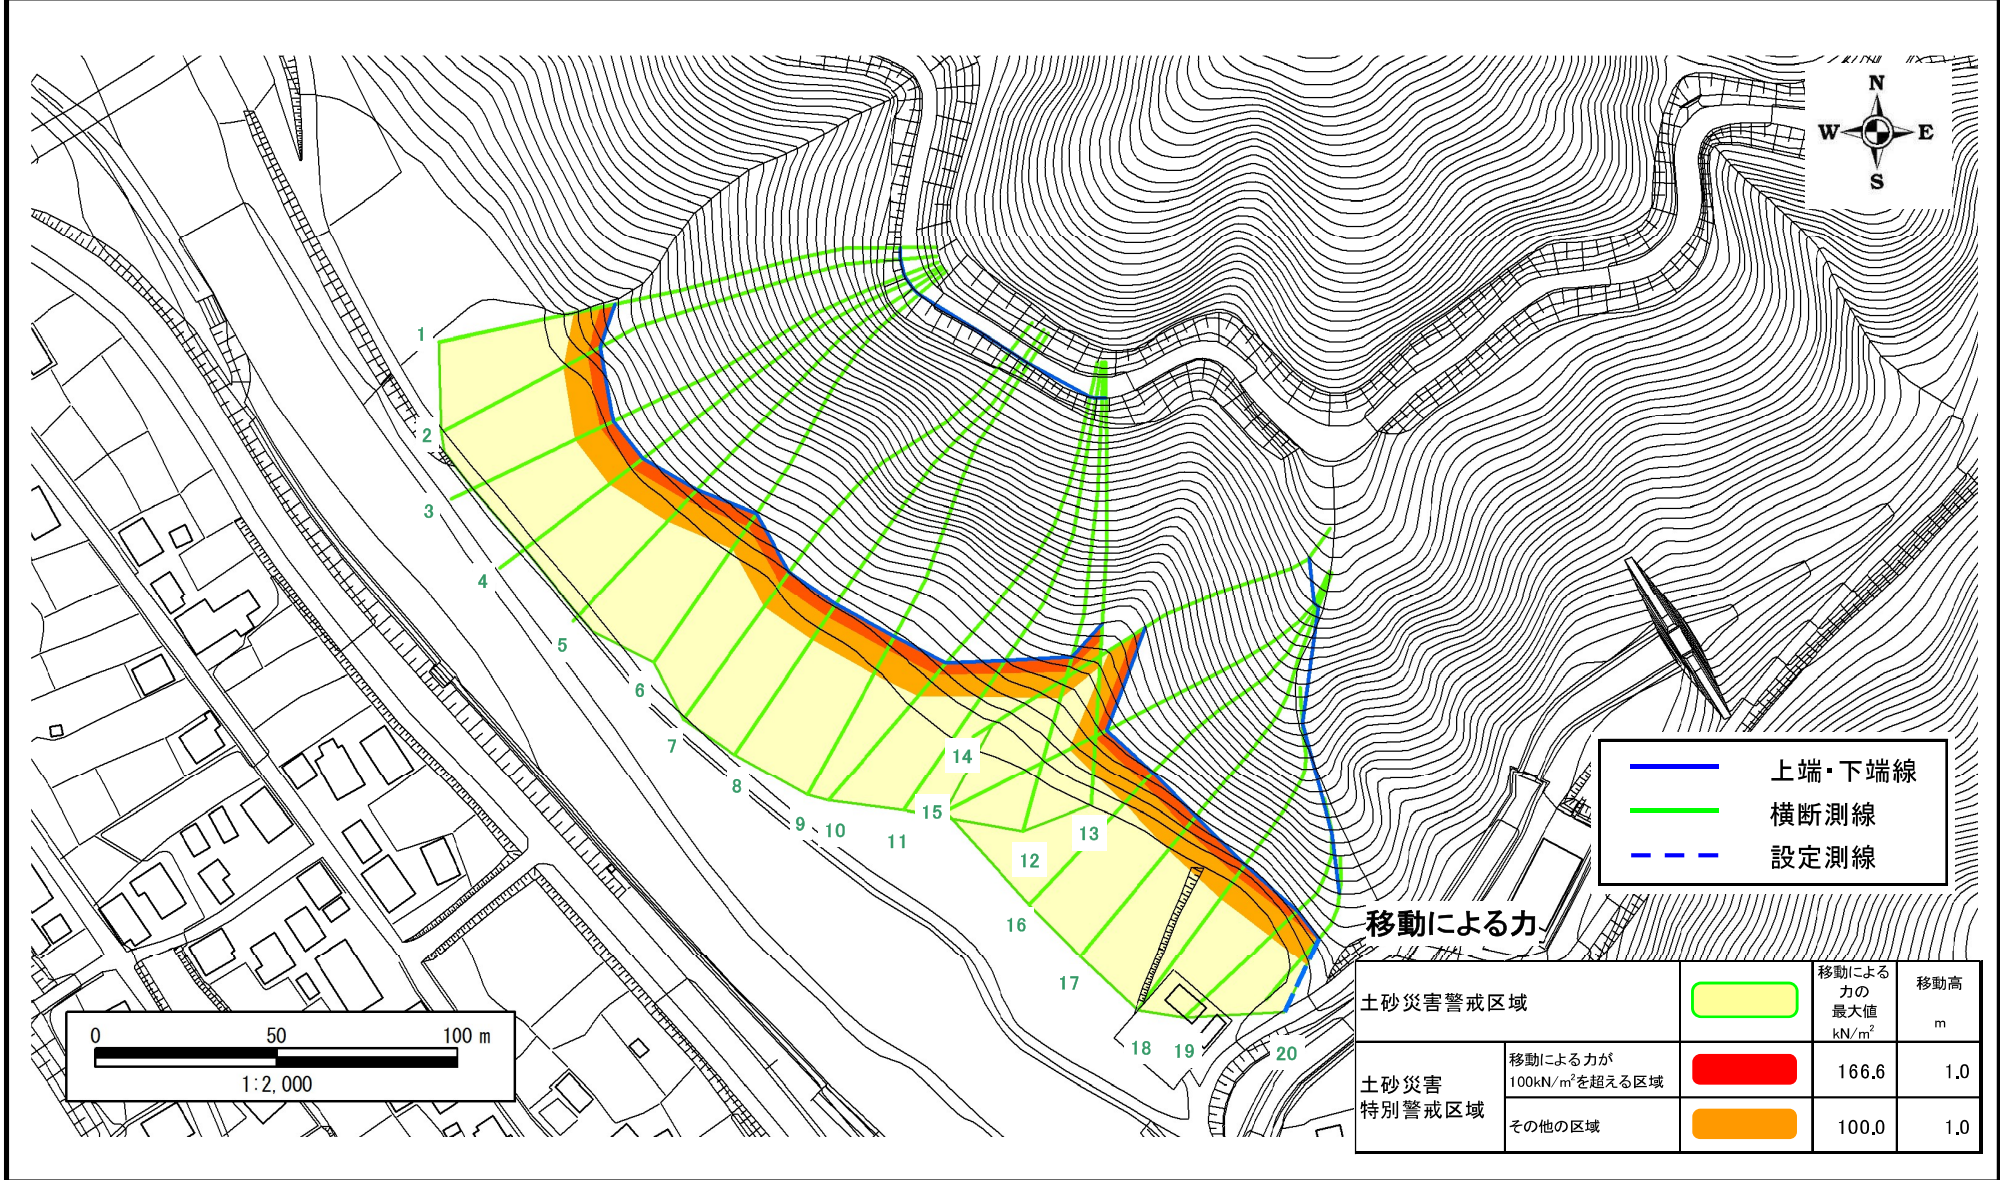 N
W E
S
1
2
3
4
5
6
7
8
9
10
11
12
13
14
15
16
17
18
19
20
上端・下端線
横断測線
設定測線
移動による力
土砂災害警戒区域
移動による
力の
最大値
kN/m²
移動高
m
土砂災害
特別警戒区域
移動による力が
100kN/m²を超える区域
166.6
1.0
その他の区域
100.0
1.0
0 50 100 m
1:2,000